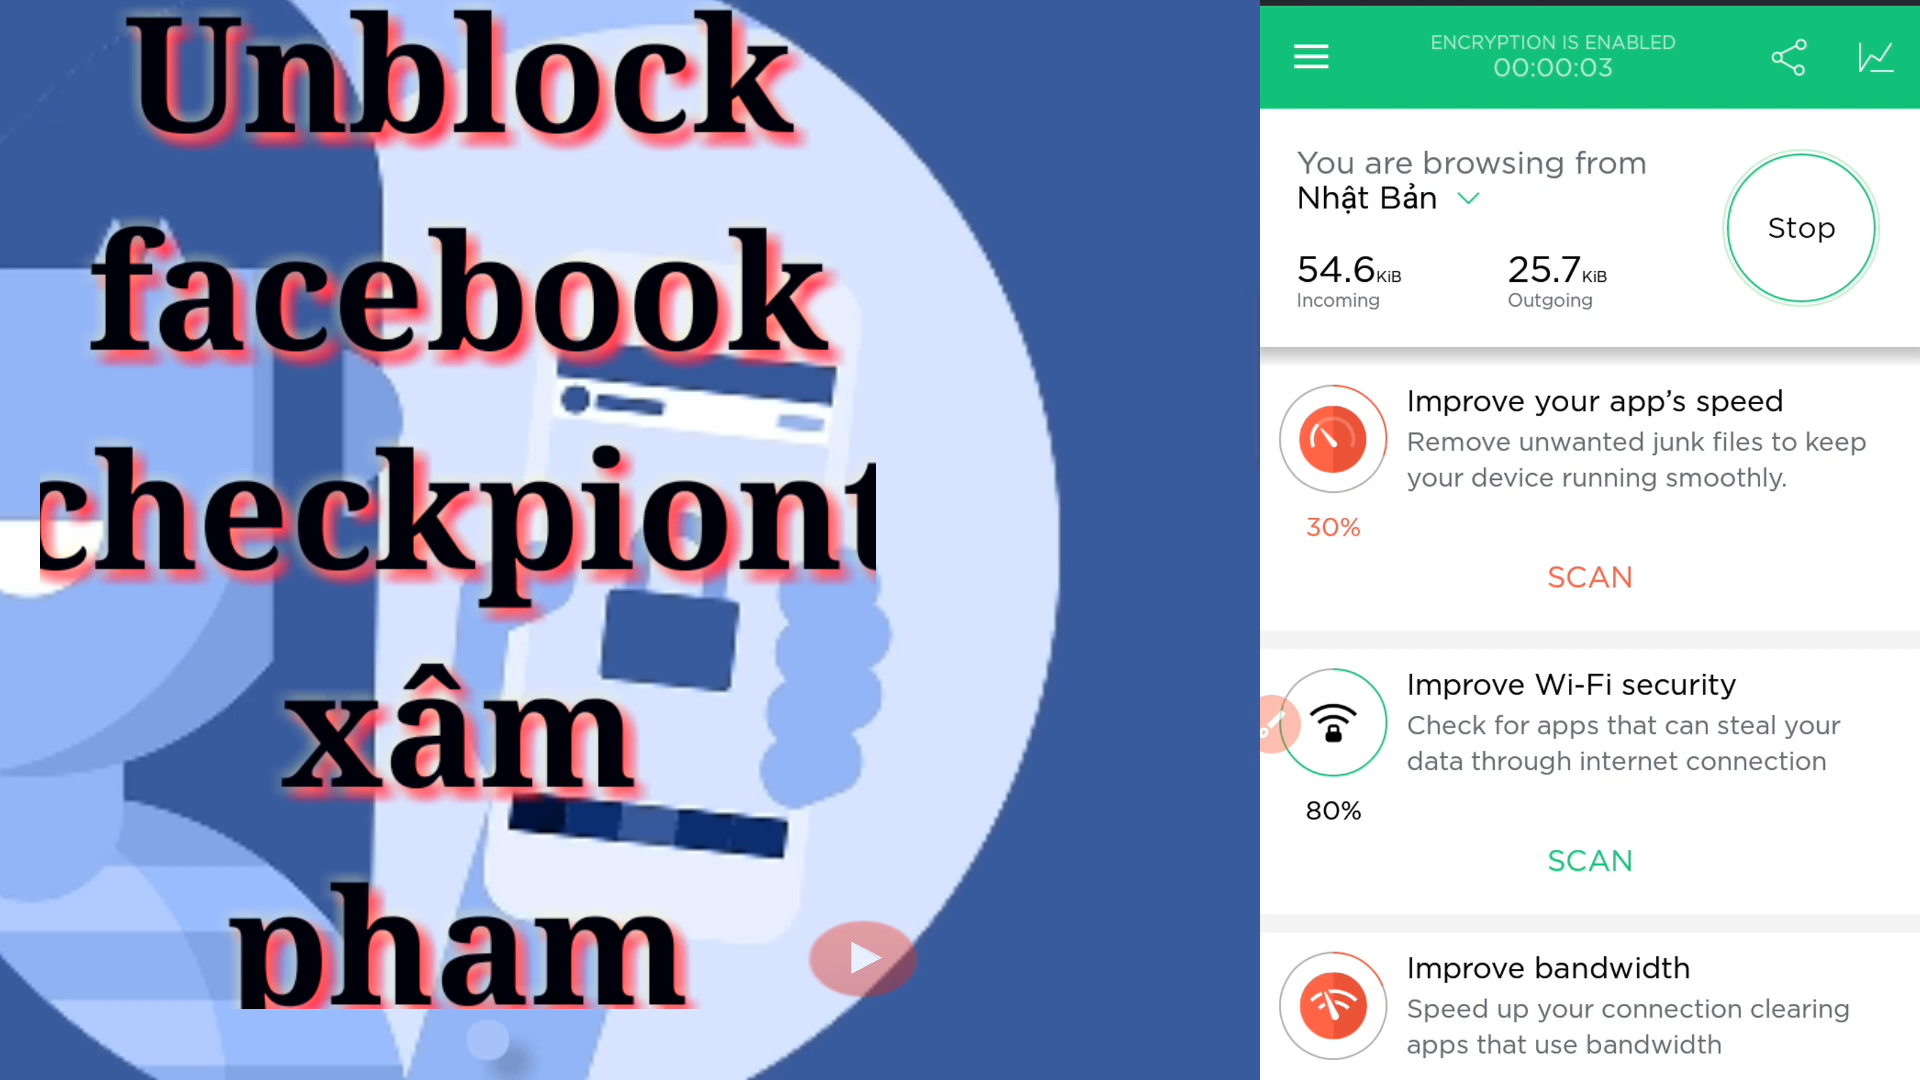 Unblock
facebook
checkpiont
xâm
phạm
ENCRYPTION IS ENABLED
00:00:03
You are browsing from
Nhật Bản
Stop
54.6KiB
Incoming
25.7KiB
Outgoing
Improve your app’s speed
Remove unwanted junk files to keep
your device running smoothly.
30%
SCAN
Improve Wi-Fi security
Check for apps that can steal your
data through internet connection
80%
SCAN
Improve bandwidth
Speed up your connection clearing
apps that use bandwidth